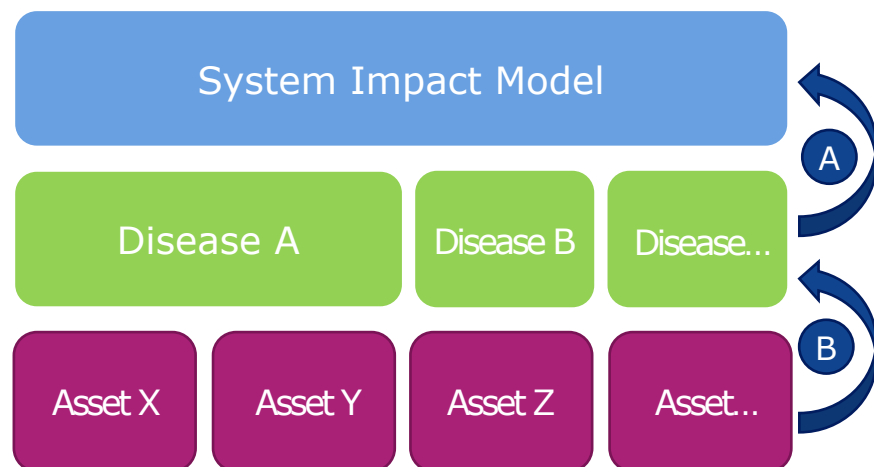 System Impact Model
A
Disease A
Disease B
Disease...
B
Asset X
Asset Y
Asset Z
Asset...